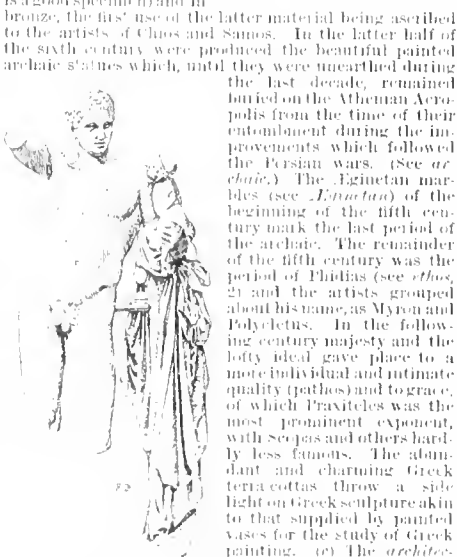 is a good specimen) and in
bronze, the first use of the latter material being ascribed
to the artists of Chios and Samos. In the latter half of
the sixth century were produced the beautiful painted
archaic statues which, until they were unearthed during
the last decade, remained
buried on the Athenian Acro-
polis from the time of their
entombment during the im-
provements which followed
the Persian wars. (See ar-
chaic.) The Æginetan mar-
bles (see Æginetan) of the
beginning of the fifth cen-
tury mark the last period of
the archaic. The remainder
of the fifth century was the
period of Phidias (see ethos,
2) and the artists grouped
about his name, as Myron and
Polycletus. In the follow-
ing century majesty and the
lofty ideal gave place to a
more individual and intimate
quality (pathos) and to grace,
of which Praxiteles was the
most prominent exponent,
with Scopas and others hard-
ly less famous. The abun-
dant and charming Greek
terra-cottas throw a side
light on Greek sculpture akin
to that supplied by painted
vases for the study of Greek
painting. (c) The architec-